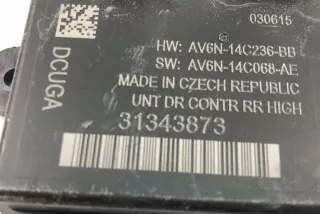 030615
DCUGA
HW: AV6N-14C236-BB
SW: AV6N-14C068-AE
MADE IN CZECH REPUBLIC
UNT DR CONTR RR HIGH
31343873